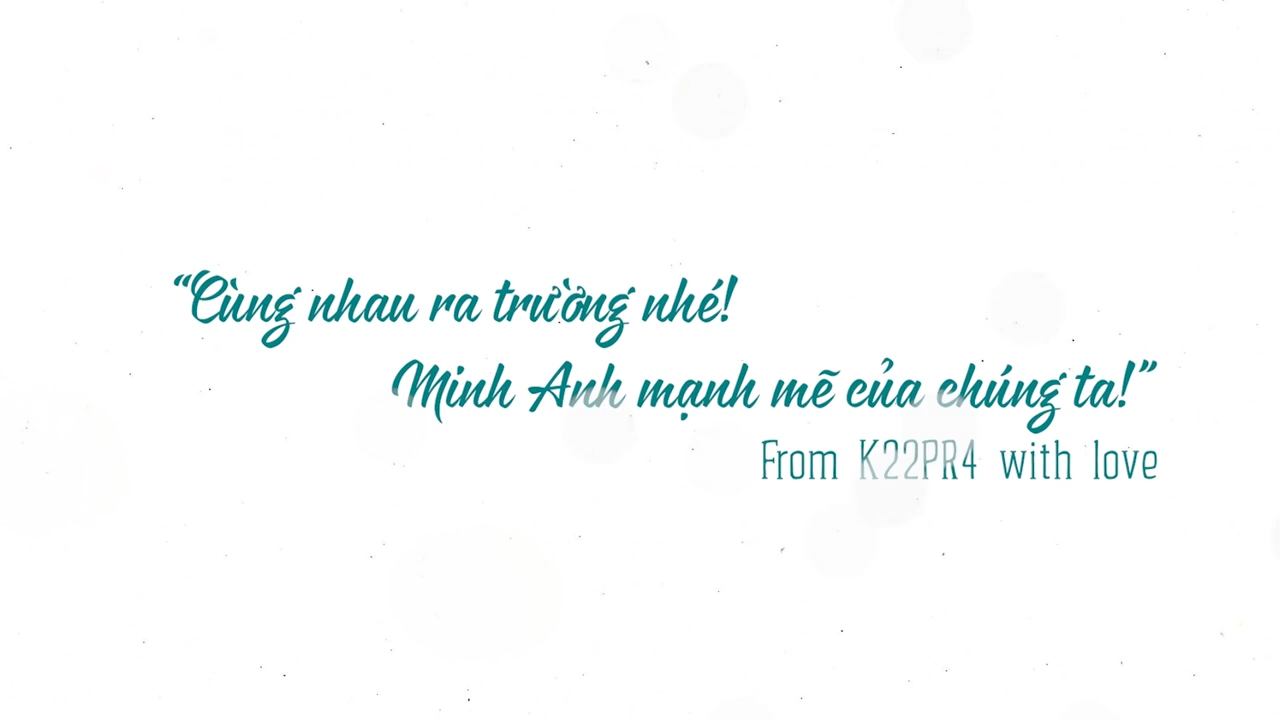 “Cùng nhau ra trường nhé!
Minh Anh mạnh mẽ của chúng ta!”
From K22PR4 with love